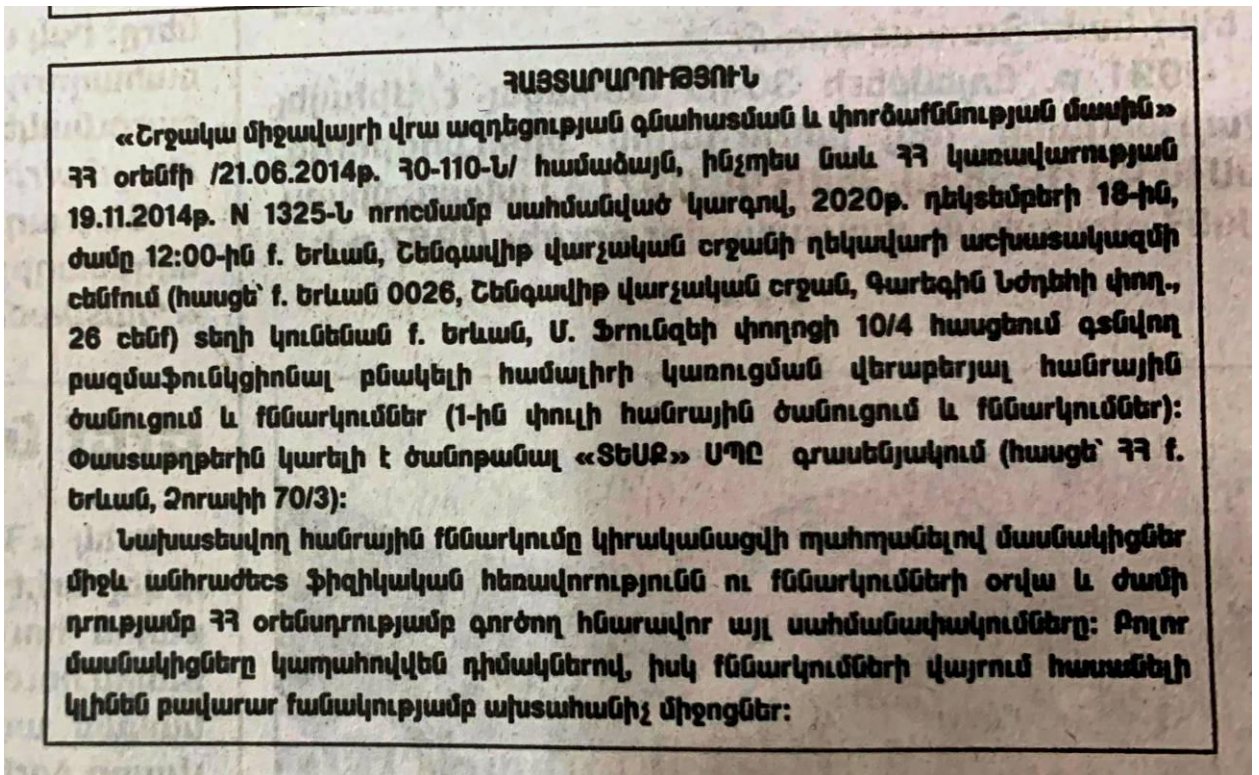 ՀԱՅՏԱՐԱՐՈՒԹՅՈՒՆ
«Շրջակա միջավայրի վրա ազդեցության գնահատման և փորձաքննության մասին»
ՀՀ օրենքի /21.06.2014թ. ՀՕ-110-Ն/ համաձայն, ինչպես նաև ՀՀ կառավարության
19.11.2014թ. N 1325-Ն որոշմամբ սահմանված կարգով, 2020թ. դեկտեմբերի 18-ին,
ժամը 12:00-ին ք. Երևան, Շենգավիթ վարչական շրջանի ղեկավարի աշխատակազմի
շենքում (հասցե՝ ք. Երևան 0026, Շենգավիթ վարչական շրջան, Գարեգին Նժդեհի փող.,
26 շենք) տեղի կունենան ք. Երևան, Մ. Ֆրունզեի փողոցի 10/4 հասցեում գտնվող
բազմաֆունկցիոնալ բնակելի համալիրի կառուցման վերաբերյալ հանրային
ծանուցում և քննարկումներ (1-ին փուլի հանրային ծանուցում և քննարկումներ):
Փաստաթղթերին կարելի է ծանոթանալ «ՏԵՍՔ» ՍՊԸ գրասենյակում (հասցե՝ ՀՀ ք.
Երևան, Ձորափի 70/3):
Նախատեսվող հանրային քննարկումը կիրականացվի պահպանելով մասնակիցներ
միջև անհրաժեշտ ֆիզիկական հեռավորությունն ու քննարկումների օրվա և ժամի
դրությամբ ՀՀ օրենսդրությամբ գործող հնարավոր այլ սահմանափակումները: Բոլոր
մասնակիցները կապահովվեն դիմակներով, իսկ քննարկումների վայրում հասանելի
կլինեն բավարար քանակությամբ ախտահանիչ միջոցներ: